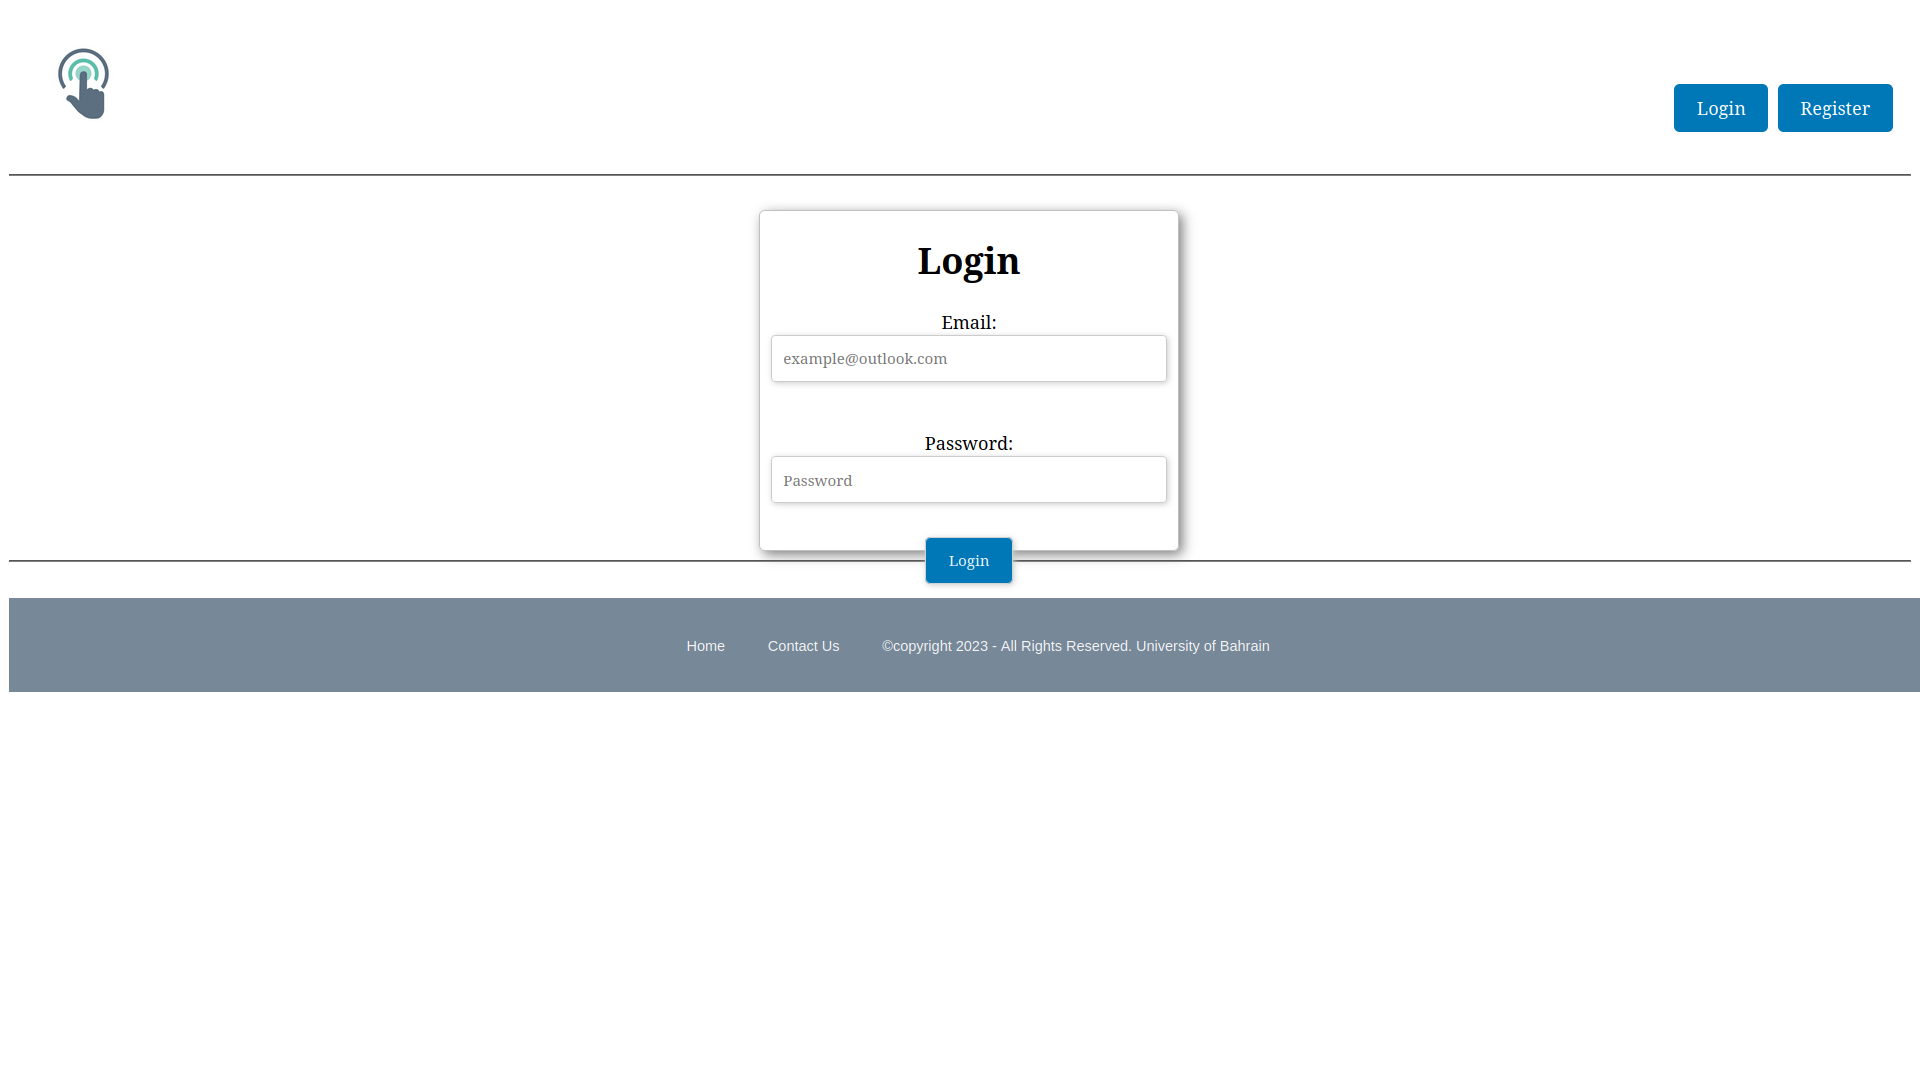 Login
Register
Login
Email:
example@outlook.com
Password:
Password
Login
Home
Contact Us
©copyright 2023 - All Rights Reserved. University of Bahrain